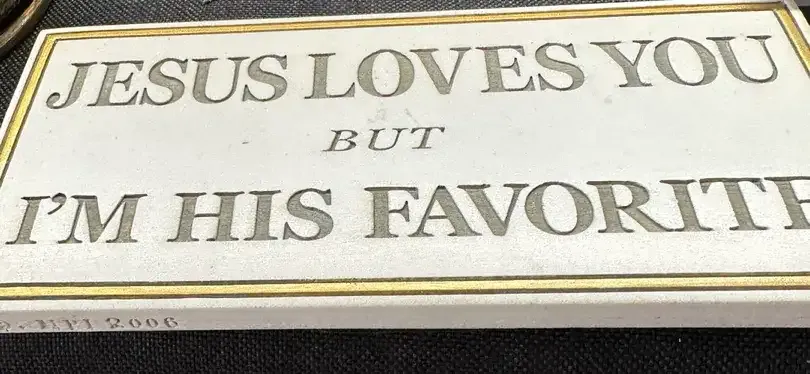 JESUS LOVES YOU
BUT
I'M HIS FAVORITE
2006